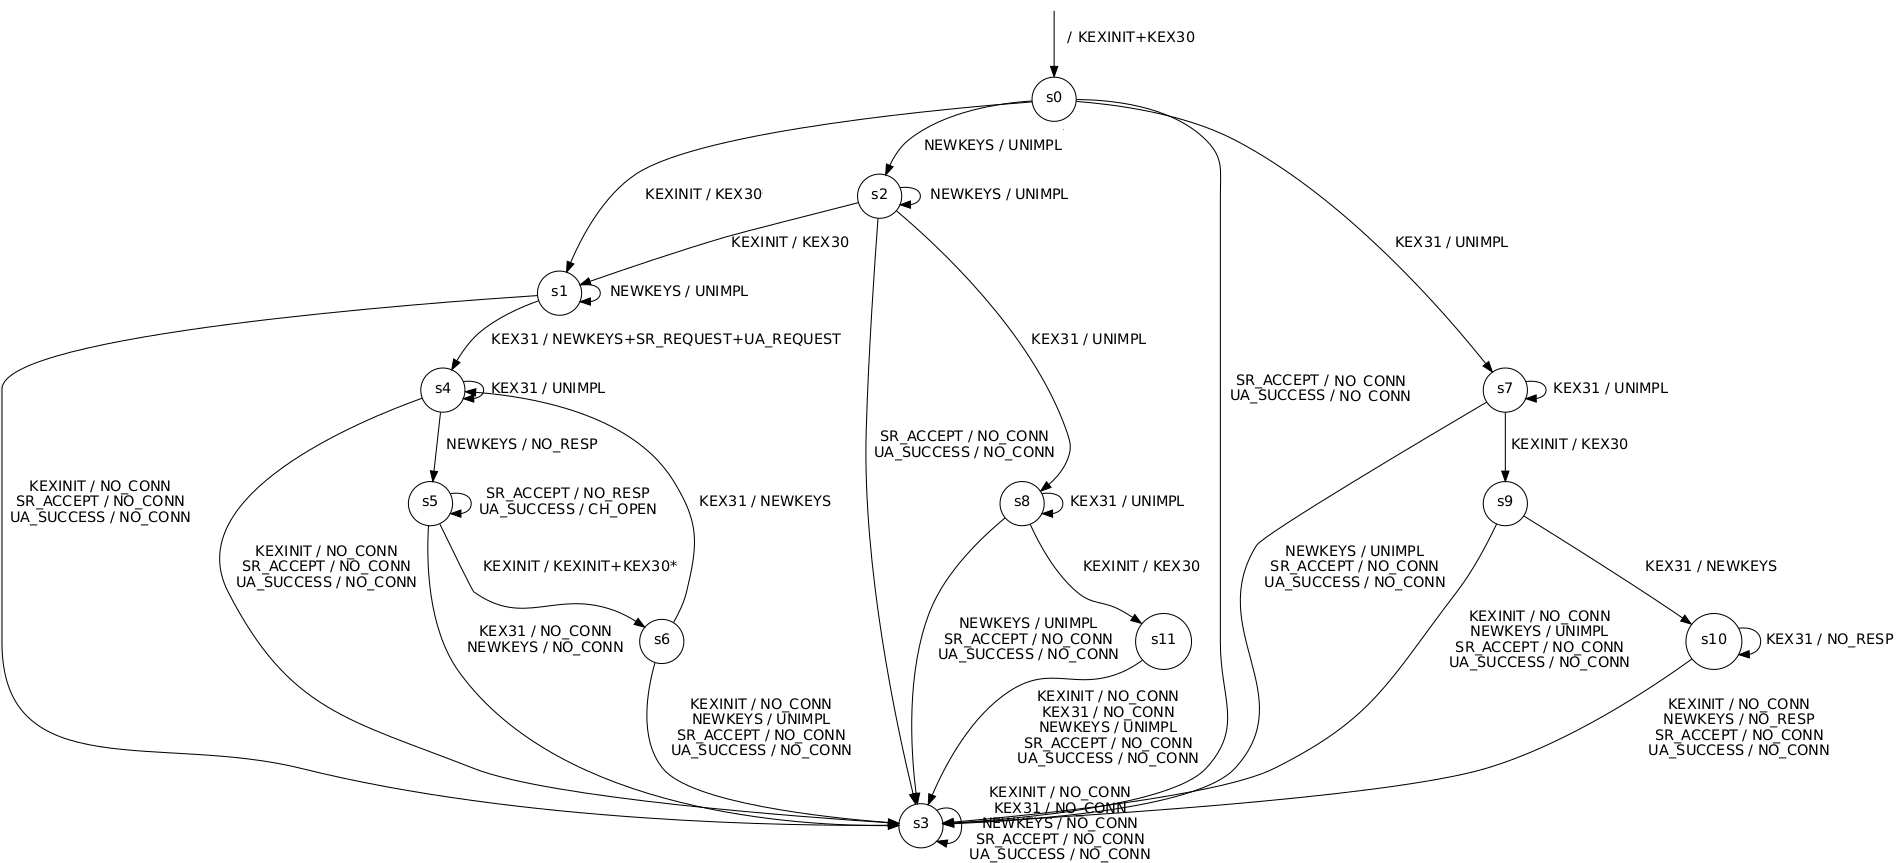 / KEXINIT+KEX30
s0
NEWKEYS / UNIMPL
KEXINIT / KEX30
s2
NEWKEYS / UNIMPL
KEXINIT / KEX30
KEX31 / UNIMPL
s1
NEWKEYS / UNIMPL
KEX31 / NEWKEYS+SR_REQUEST+UA_REQUEST
KEX31 / UNIMPL
s4
KEX31 / UNIMPL
SR_ACCEPT / NO_CONN
UA_SUCCESS / NO_CONN
s7
KEX31 / UNIMPL
NEWKEYS / NO_RESP
SR_ACCEPT / NO_CONN
UA_SUCCESS / NO_CONN
KEXINIT / KEX30
KEXINIT / NO_CONN
SR_ACCEPT / NO_CONN
UA_SUCCESS / NO_CONN
s5
SR_ACCEPT / NO_RESP
UA_SUCCESS / CH_OPEN
KEX31 / NEWKEYS
s8
KEX31 / UNIMPL
s9
KEXINIT / NO_CONN
SR_ACCEPT / NO_CONN
UA_SUCCESS / NO_CONN
KEXINIT / KEXINIT+KEX30*
KEXINIT / KEX30
NEWKEYS / UNIMPL
SR_ACCEPT / NO_CONN
UA_SUCCESS / NO_CONN
KEX31 / NEWKEYS
KEX31 / NO_CONN
NEWKEYS / NO_CONN
s6
NEWKEYS / UNIMPL
SR_ACCEPT / NO_CONN
UA_SUCCESS / NO_CONN
s11
KEXINIT / NO_CONN
NEWKEYS / UNIMPL
SR_ACCEPT / NO_CONN
UA_SUCCESS / NO_CONN
s10
KEX31 / NO_RESP
KEXINIT / NO_CONN
NEWKEYS / UNIMPL
SR_ACCEPT / NO_CONN
UA_SUCCESS / NO_CONN
KEXINIT / NO_CONN
KEX31 / NO_CONN
NEWKEYS / UNIMPL
SR_ACCEPT / NO_CONN
UA_SUCCESS / NO_CONN
KEXINIT / NO_CONN
NEWKEYS / NO_RESP
SR_ACCEPT / NO_CONN
UA_SUCCESS / NO_CONN
s3
KEXINIT / NO_CONN
KEX31 / NO_CONN
NEWKEYS / NO_CONN
SR_ACCEPT / NO_CONN
UA_SUCCESS / NO_CONN